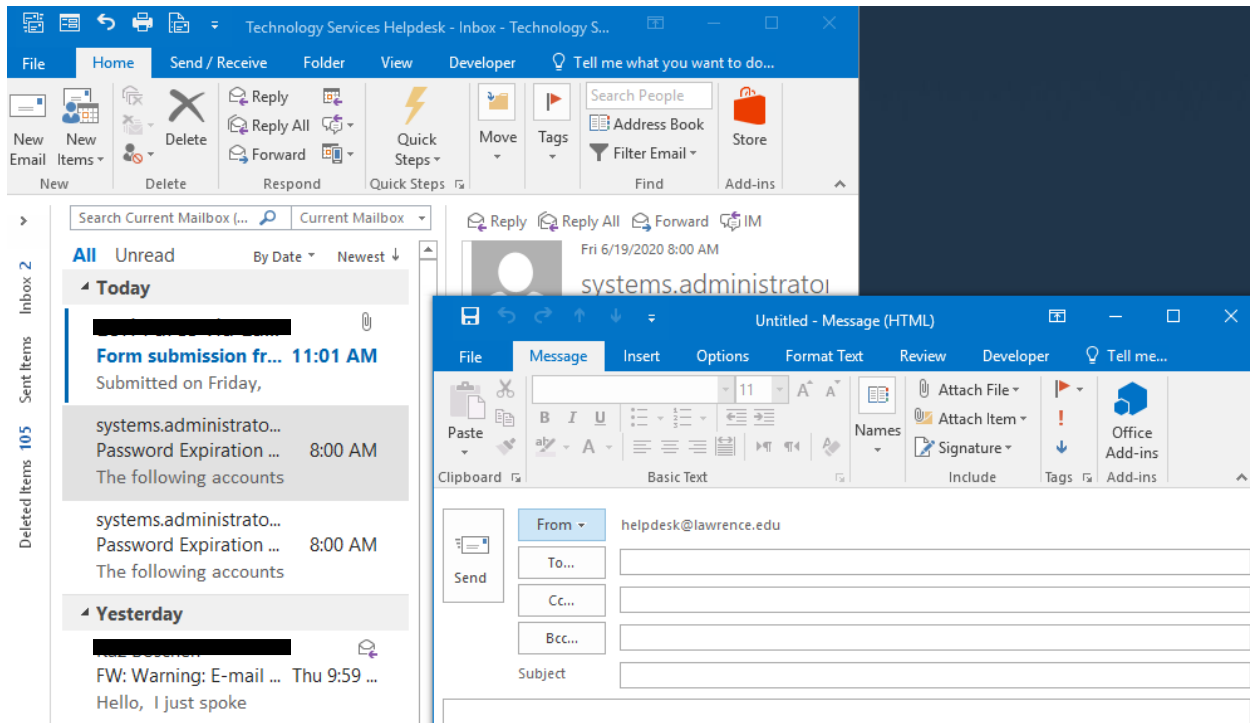 Technology Services Helpdesk - Inbox - Technology S...
File Home Send / Receive Folder View Developer Tell me what you want to do...
New Email
New Items
Delete
Reply
Reply All
Forward
Quick Steps
Move
Tags
Search People
Address Book
Filter Email
Store
New Delete Respond Quick Steps Find Add-ins
Search Current Mailbox (... Current Mailbox
All Unread By Date Newest
Inbox 2
Sent Items
Deleted Items 105
Today
Form submission fr... 11:01 AM
Submitted on Friday,
systems.administrato...
Password Expiration ... 8:00 AM
The following accounts
systems.administrato...
Password Expiration ... 8:00 AM
The following accounts
Yesterday
FW: Warning: E-mail ... Thu 9:59 ...
Hello, I just spoke
Reply Reply All Forward IM
Fri 6/19/2020 8:00 AM
systems.administrator
Untitled - Message (HTML)
File Message Insert Options Format Text Review Developer Tell me...
Paste
11
B I U
Names
Attach File
Attach Item
Signature
Office Add-ins
Clipboard Basic Text Include Tags Add-ins
Send
From helpdesk@lawrence.edu
To...
Cc...
Bcc...
Subject